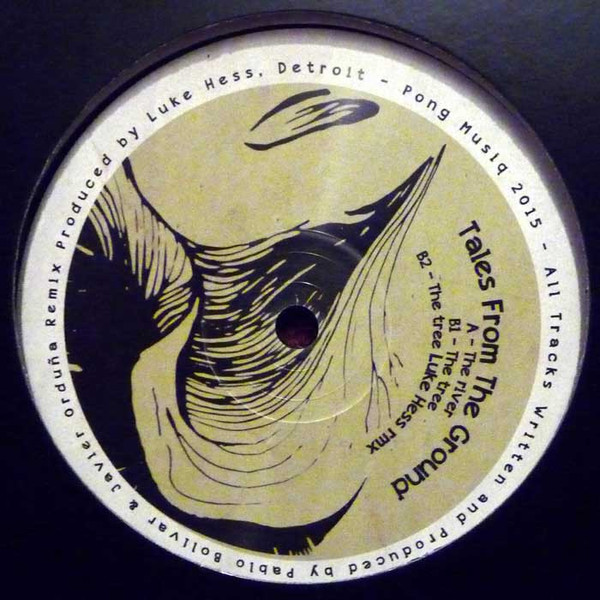 Tales From The Ground
A - The river
B1 - The tree
B2 - The tree Luke Hess rmx
Pong Musiq 2015 - All Tracks Written and Produced by Pablo Bolivar & Javier Orduña Remix Produced by Luke Hess, Detroit -